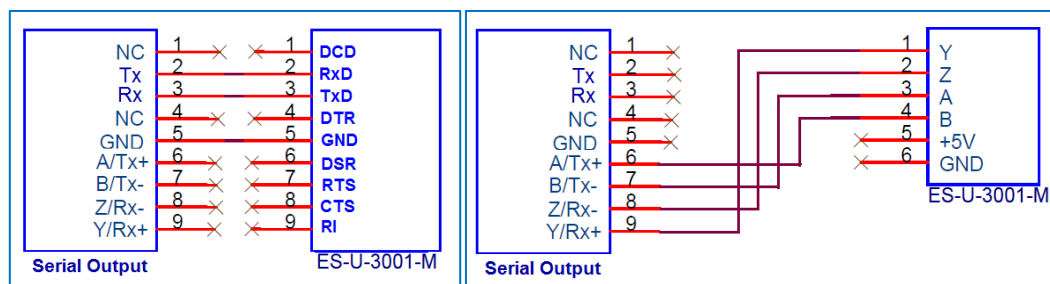 NC 1 1 DCD
Tx 2 2 RxD
Rx 3 3 TxD
NC 4 4 DTR
GND 5 5 GND
A/Tx+ 6 6 DSR
B/Tx- 7 7 RTS
Z/Rx- 8 8 CTS
Y/Rx+ 9 9 RI
Serial Output ES-U-3001-M
NC 1
Tx 2
Rx 3
NC 4
GND 5
A/Tx+ 6
B/Tx- 7
Z/Rx- 8
Y/Rx+ 9
Serial Output
1 Y
2 Z
3 A
4 B
5 +5V
6 GND
ES-U-3001-M